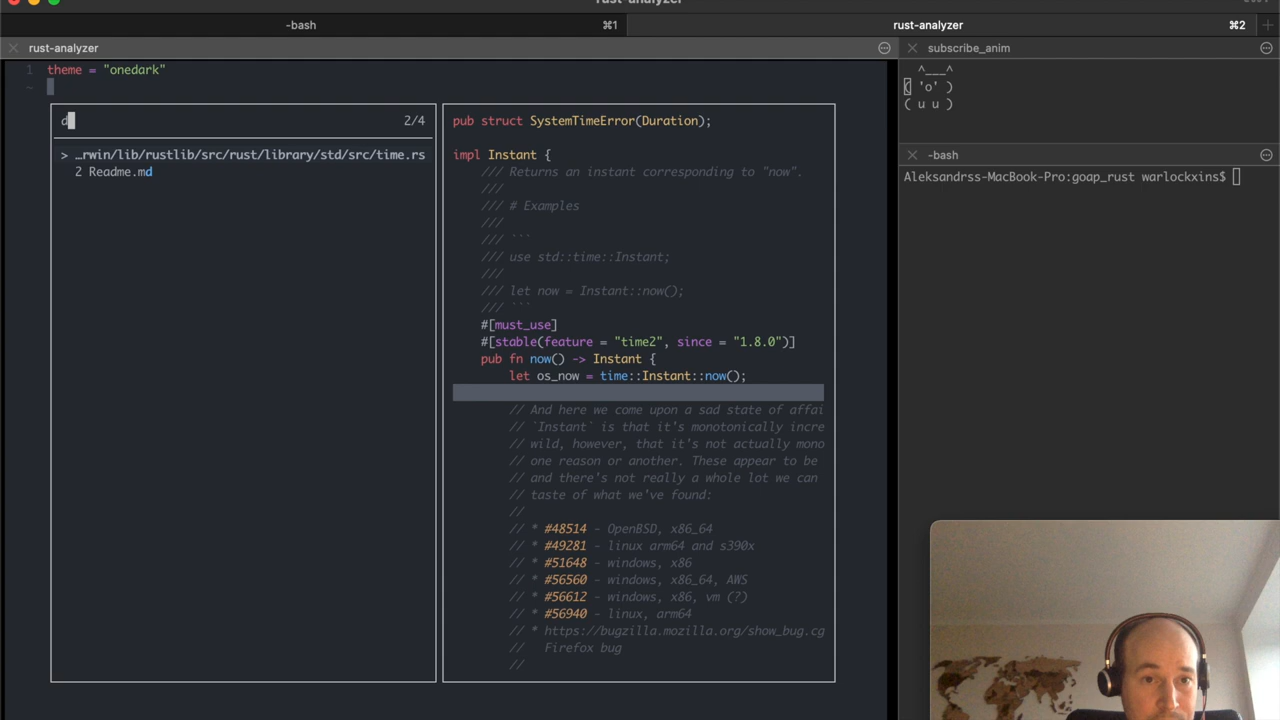 rust-analyzer
-bash ⌘1
rust-analyzer ⌘2
rust-analyzer
1 theme = "onedark"
~
d 2/4
> …rwin/lib/rustlib/src/rust/library/std/src/time.rs
2 Readme.md
pub struct SystemTimeError(Duration);
impl Instant {
/// Returns an instant corresponding to "now".
///
/// # Examples
///
/// ```
/// use std::time::Instant;
///
/// let now = Instant::now();
/// ```
#[must_use]
#[stable(feature = "time2", since = "1.8.0")]
pub fn now() -> Instant {
let os_now = time::Instant::now();
// And here we come upon a sad state of affai
// `Instant` is that it's monotonically incre
// wild, however, that it's not actually mono
// one reason or another. These appear to be
// and there's not really a whole lot we can
// taste of what we've found:
//
// * #48514 - OpenBSD, x86_64
// * #49281 - linux arm64 and s390x
// * #51648 - windows, x86
// * #56560 - windows, x86_64, AWS
// * #56612 - windows, x86, vm (?)
// * #56940 - linux, arm64
// * https://bugzilla.mozilla.org/show_bug.cg
// Firefox bug
//
subscribe_anim
^___^
( 'o' )
( u u )
-bash
Aleksandrss-MacBook-Pro:goap_rust warlockxins$